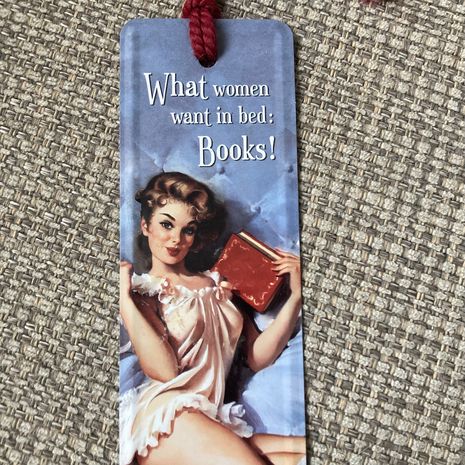 What women
want in bed:
Books!